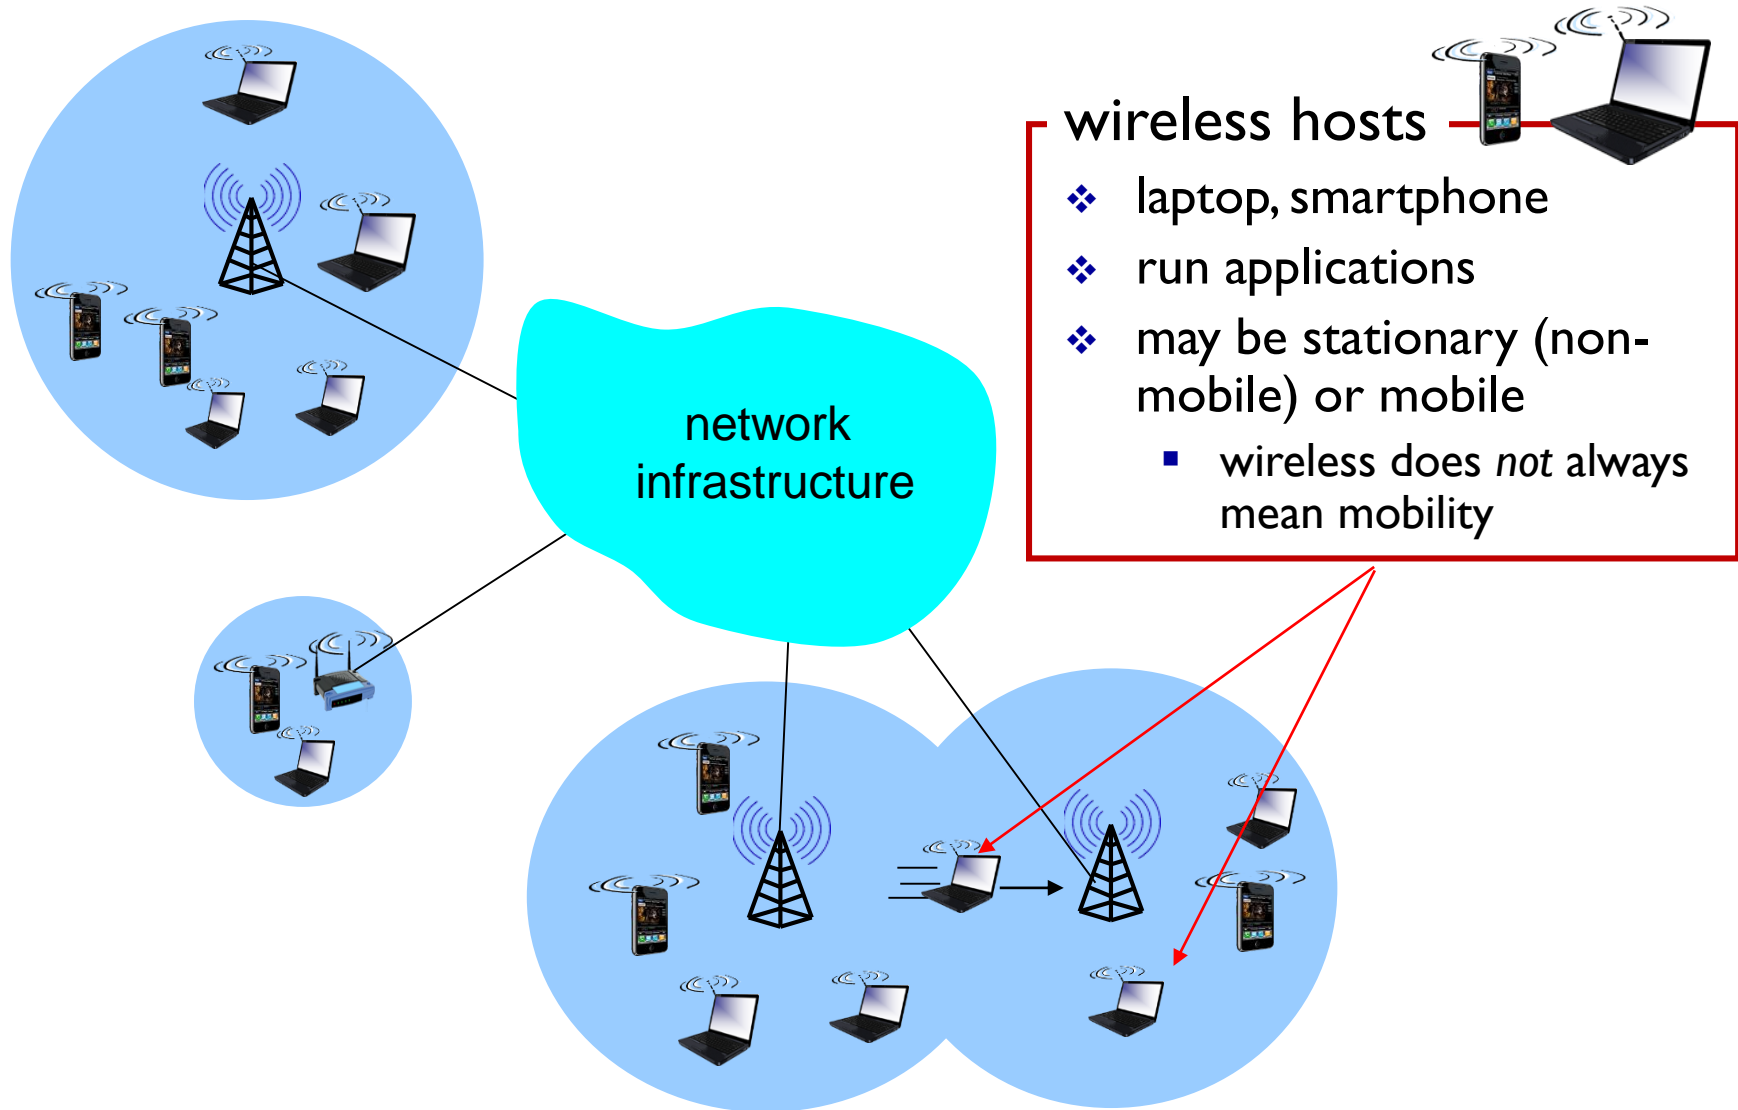 wireless hosts
❖ laptop, smartphone
❖ run applications
❖ may be stationary (non-
mobile) or mobile
▪ wireless does not always
mean mobility
network
infrastructure